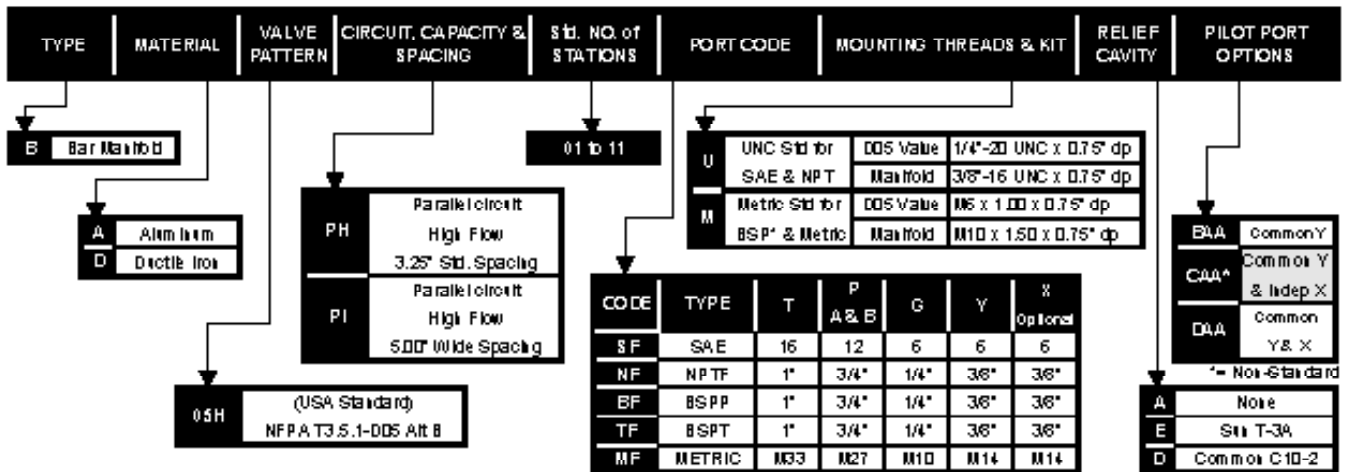 TYPE
MATERIAL
VALVE PATTERN
CIRCUIT, CAPACITY & SPACING
Std. NO. of STATIONS
PORT CODE
MOUNTING THREADS & KIT
RELIEF CAVITY
PILOT PORT OPTIONS
B Bar Manifold
01 to 11
U UNC Std for 005 Value 1/4"-20 UNC x 0.75" dp
SAE & NPT Manifold 3/8"-16 UNC x 0.75" dp
M Metric Std for 005 Value M6 x 1.00 x 0.75" dp
BSP* & Metric Manifold M10 x 1.50 x 0.75" dp
A Aluminum
D Ductile Iron
PH Parallel circuit
High Flow
3.25" Std. Spacing
PI Parallel circuit
High Flow
5.00" Wide Spacing
BAA Common Y
CAA* Common Y
& Indep X
DAA Common
Y & X
*= Non-Standard
CODE TYPE T P A & B G Y X Optional
SF SAE 16 12 6 6 6
NF NPTF 1" 3/4" 1/4" 3/8" 3/8"
BF BSPP 1" 3/4" 1/4" 3/8" 3/8"
TF BSPT 1" 3/4" 1/4" 3/8" 3/8"
MF METRIC M33 M27 M10 M14 M14
05H (USA Standard)
NFPA T3.5.1-D05 Alt B
A None
E Sun T-3A
D Common C10-2